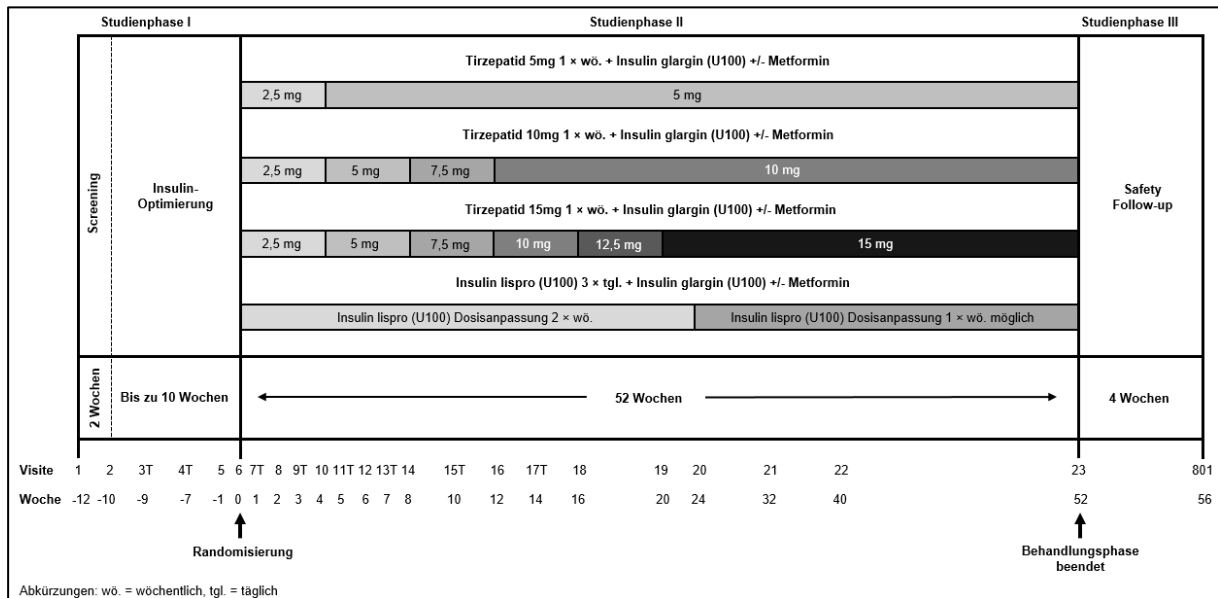 Studienphase I Studienphase II Studienphase III
Screening
Insulin-
Optimierung
Tirzepatid 5mg 1 × wö. + Insulin glargin (U100) +/- Metformin
2,5 mg 5 mg
Tirzepatid 10mg 1 × wö. + Insulin glargin (U100) +/- Metformin
2,5 mg 5 mg 7,5 mg 10 mg
Tirzepatid 15mg 1 × wö. + Insulin glargin (U100) +/- Metformin
2,5 mg 5 mg 7,5 mg 10 mg 12,5 mg 15 mg
Insulin lispro (U100) 3 × tgl. + Insulin glargin (U100) +/- Metformin
Insulin lispro (U100) Dosisanpassung 2 × wö. Insulin lispro (U100) Dosisanpassung 1 × wö. möglich
Safety
Follow-up
2 Wochen Bis zu 10 Wochen 52 Wochen 4 Wochen
Visite 1 2 3T 4T 5 6 7T 8 9T 10 11T 12 13T 14 15T 16 17T 18 19 20 21 22 23 801
Woche -12 -10 -9 -7 -1 0 1 2 3 4 5 6 7 8 10 12 14 16 20 24 32 40 52 56
Randomisierung
Behandlungsphase
beendet
Abkürzungen: wö. = wöchentlich, tgl. = täglich